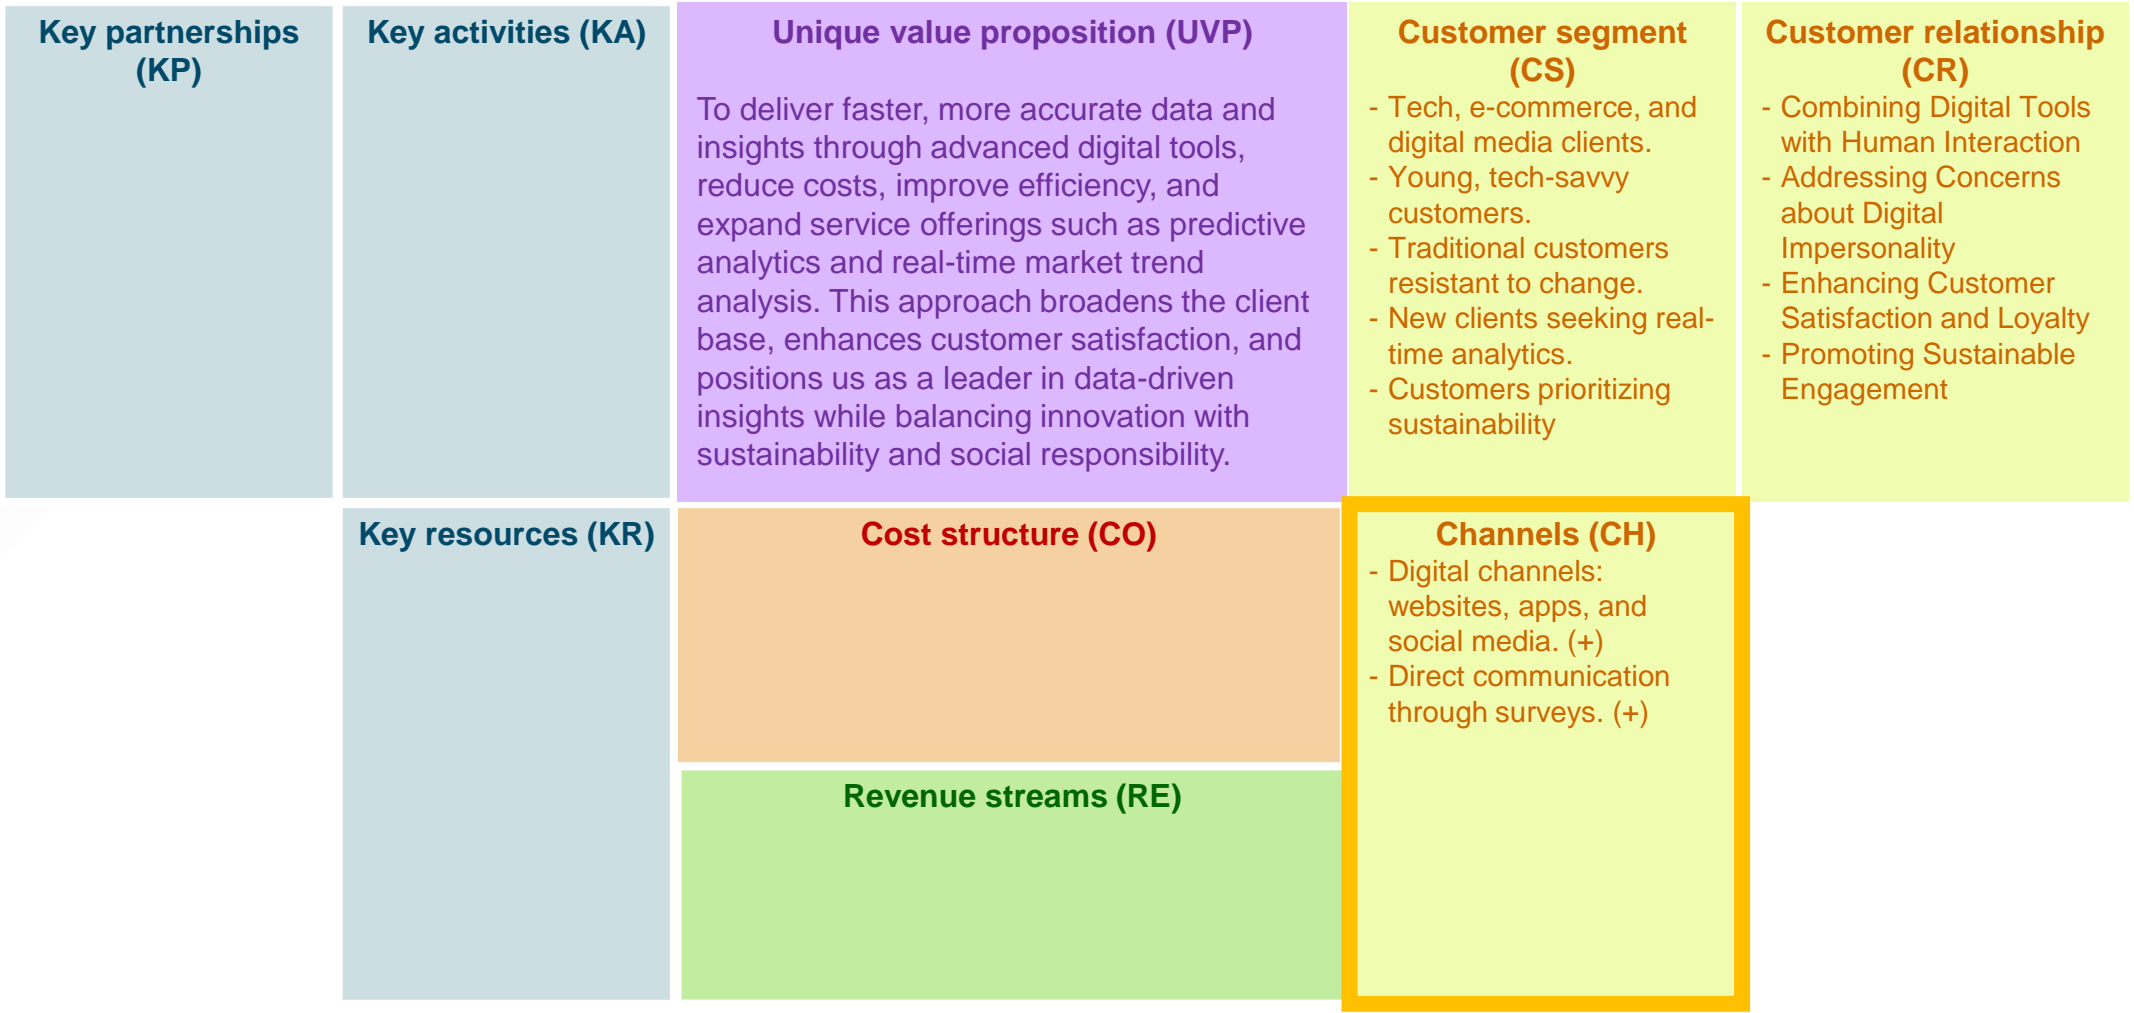 Key partnerships
(KP)
Key activities (KA)
Unique value proposition (UVP)
To deliver faster, more accurate data and
insights through advanced digital tools,
reduce costs, improve efficiency, and
expand service offerings such as predictive
analytics and real-time market trend
analysis. This approach broadens the client
base, enhances customer satisfaction, and
positions us as a leader in data-driven
insights while balancing innovation with
sustainability and social responsibility.
Customer segment
(CS)
- Tech, e-commerce, and
digital media clients.
- Young, tech-savvy
customers.
- Traditional customers
resistant to change.
- New clients seeking real-
time analytics.
- Customers prioritizing
sustainability
Customer relationship
(CR)
- Combining Digital Tools
with Human Interaction
- Addressing Concerns
about Digital
Impersonality
- Enhancing Customer
Satisfaction and Loyalty
- Promoting Sustainable
Engagement
Key resources (KR)
Cost structure (CO)
Revenue streams (RE)
Channels (CH)
- Digital channels:
websites, apps, and
social media. (+)
- Direct communication
through surveys. (+)